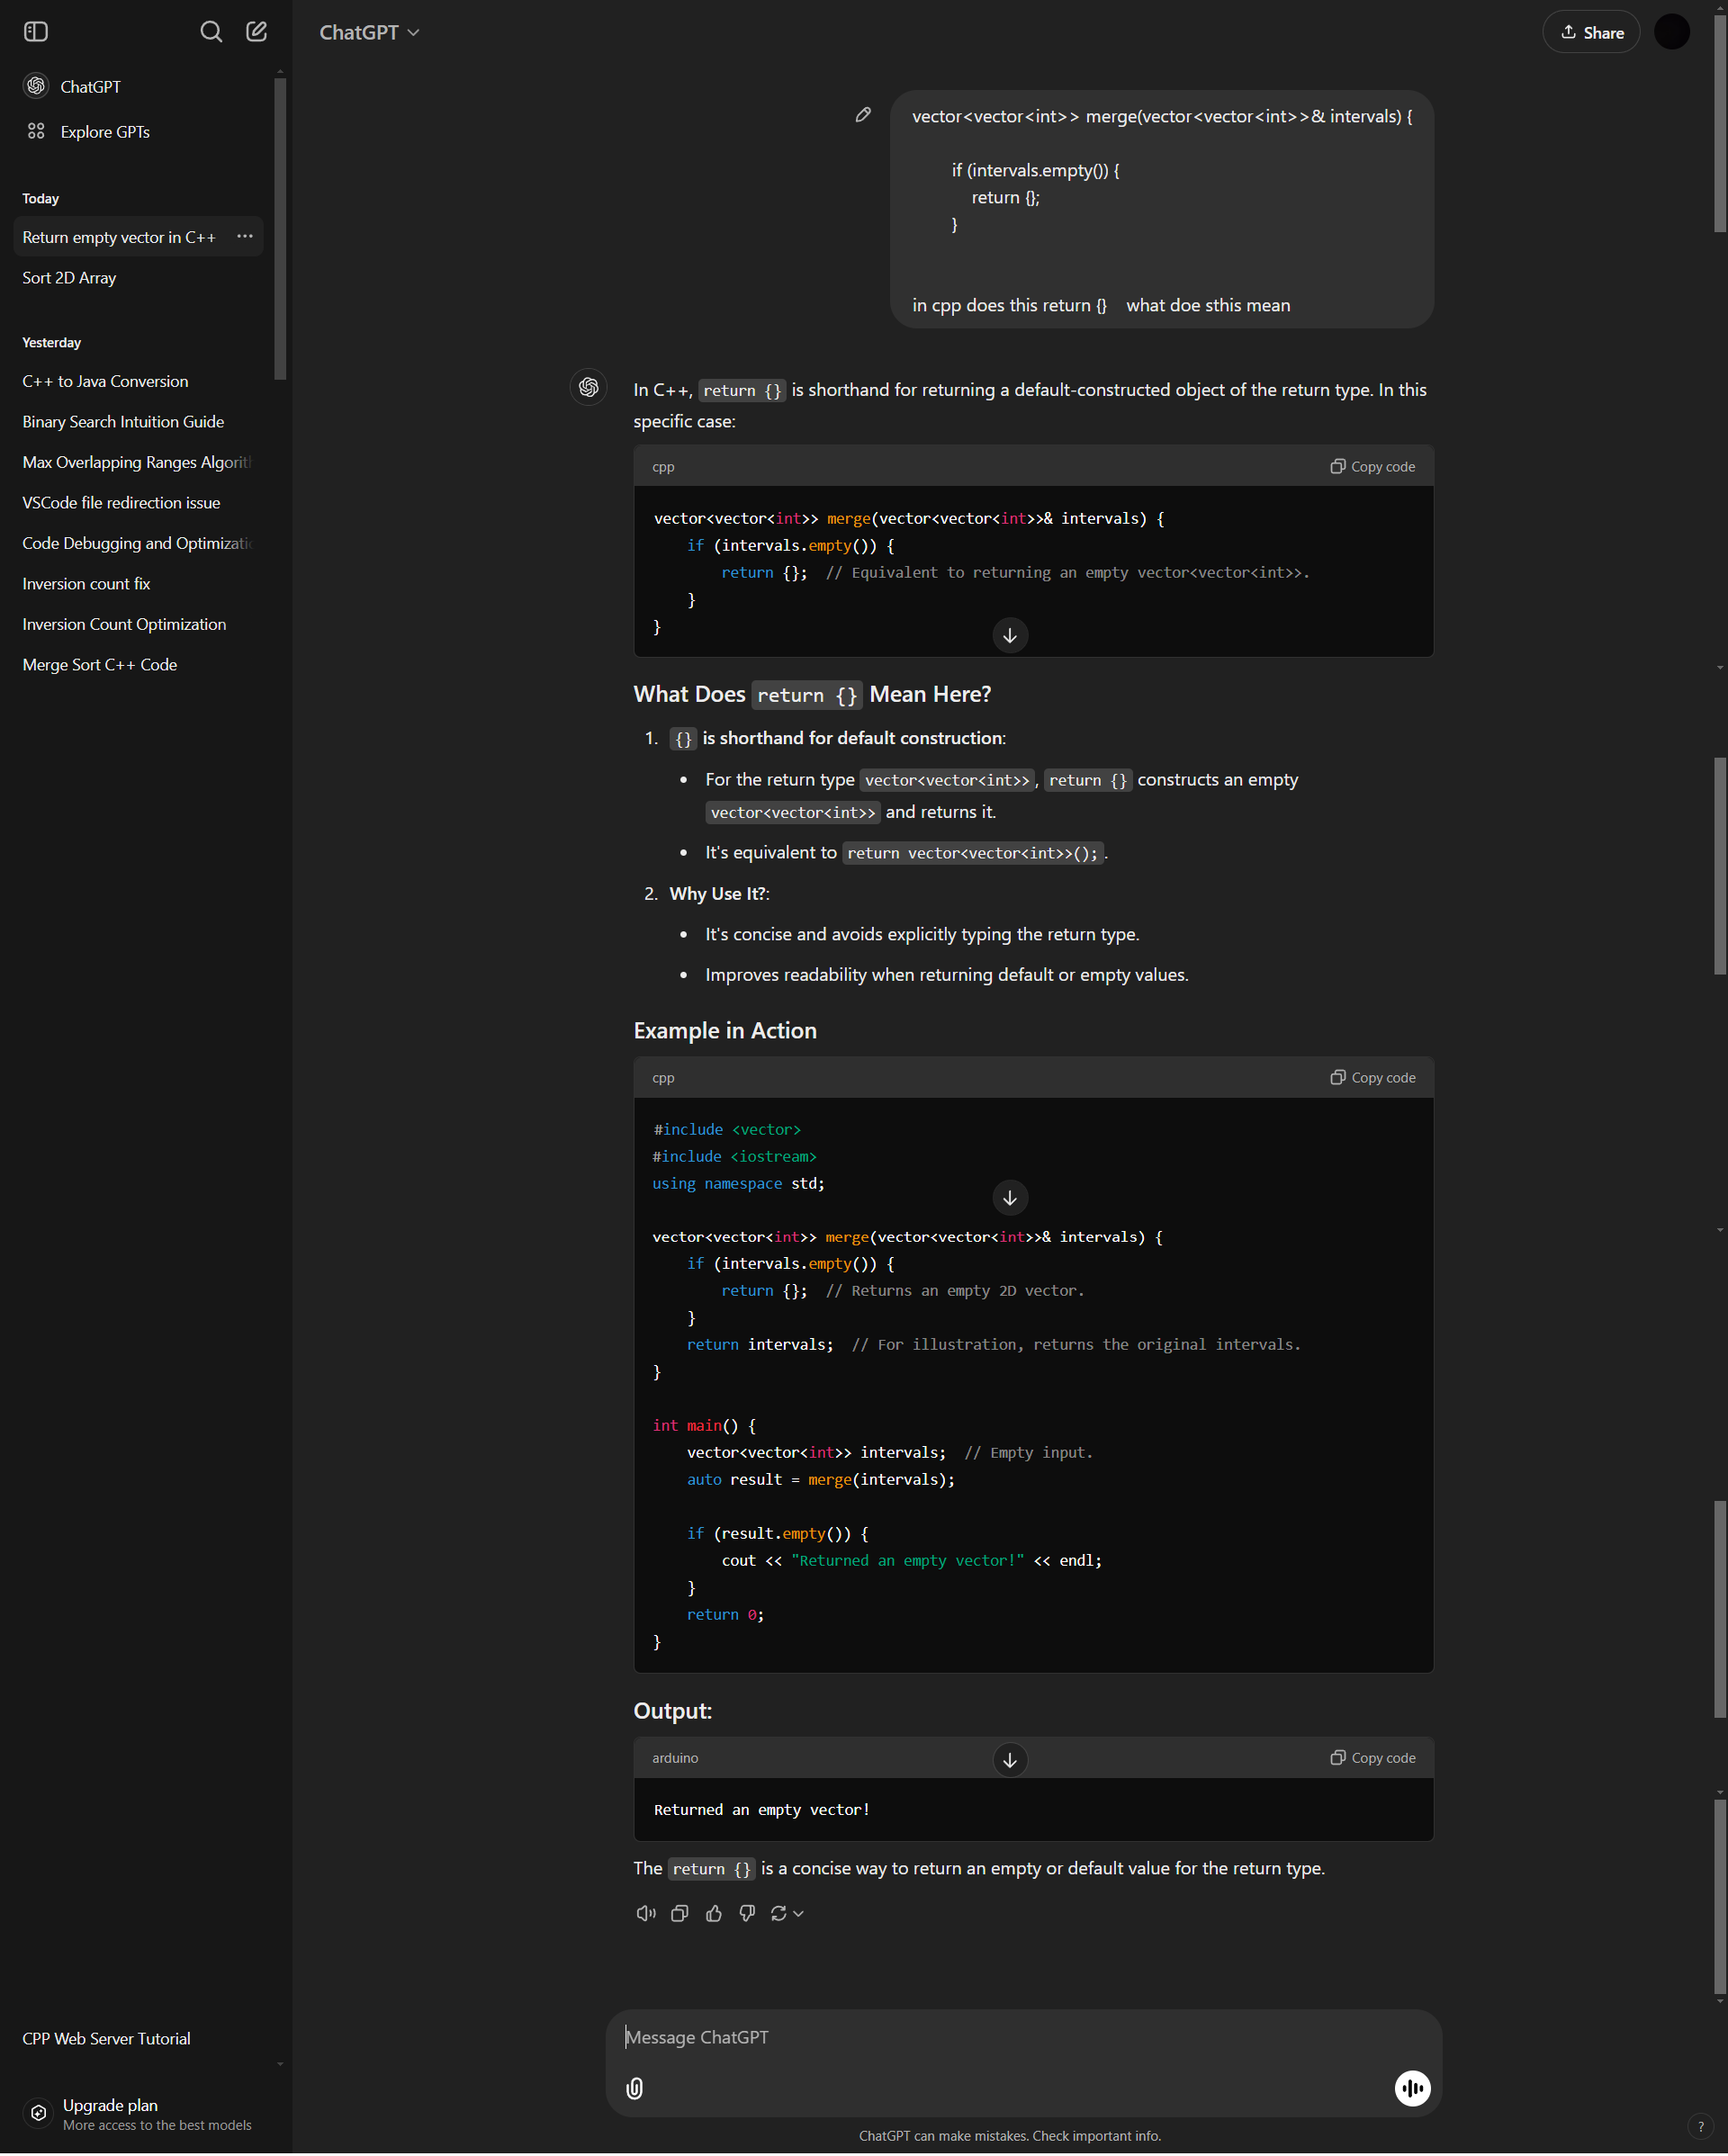 ChatGPT
Share
ChatGPT
Explore GPTs
Today
Return empty vector in C++
Sort 2D Array
Yesterday
C++ to Java Conversion
Binary Search Intuition Guide
Max Overlapping Ranges Algorith
VSCode file redirection issue
Code Debugging and Optimizatio
Inversion count fix
Inversion Count Optimization
Merge Sort C++ Code
CPP Web Server Tutorial
Upgrade plan
More access to the best models
vector<vector<int>> merge(vector<vector<int>>& intervals) {
if (intervals.empty()) {
return {};
}
in cpp does this return {}    what doe sthis mean
In C++, return {} is shorthand for returning a default-constructed object of the return type. In this
specific case:
cpp
Copy code
vector<vector<int>> merge(vector<vector<int>>& intervals) {
    if (intervals.empty()) {
        return {};  // Equivalent to returning an empty vector<vector<int>>.
    }
}
What Does return {} Mean Here?
1. {} is shorthand for default construction:
• For the return type vector<vector<int>>, return {} constructs an empty
vector<vector<int>> and returns it.
• It's equivalent to return vector<vector<int>>();.
2. Why Use It?:
• It's concise and avoids explicitly typing the return type.
• Improves readability when returning default or empty values.
Example in Action
cpp
Copy code
#include <vector>
#include <iostream>
using namespace std;
vector<vector<int>> merge(vector<vector<int>>& intervals) {
    if (intervals.empty()) {
        return {};  // Returns an empty 2D vector.
    }
    return intervals;  // For illustration, returns the original intervals.
}
int main() {
    vector<vector<int>> intervals;  // Empty input.
    auto result = merge(intervals);
    if (result.empty()) {
        cout << "Returned an empty vector!" << endl;
    }
    return 0;
}
Output:
arduino
Copy code
Returned an empty vector!
The return {} is a concise way to return an empty or default value for the return type.
Message ChatGPT
ChatGPT can make mistakes. Check important info.
?